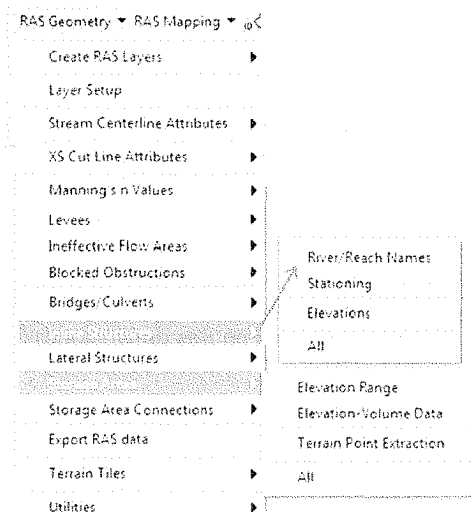 RAS Geometry RAS Mapping
Create RAS Layers
Layer Setup
Stream Centerline Attributes
XS Cut Line Attributes
Manning's n Values
Levees
Ineffective Flow Areas
Blocked Obstructions
Bridges/Culverts
Lateral Structures
Storage Area Connections
Export RAS data
Terrain Tiles
Utilities
River/Reach Names
Stationing
Elevations
All
Elevation Range
Elevation-Volume Data
Terrain Point Extraction
All